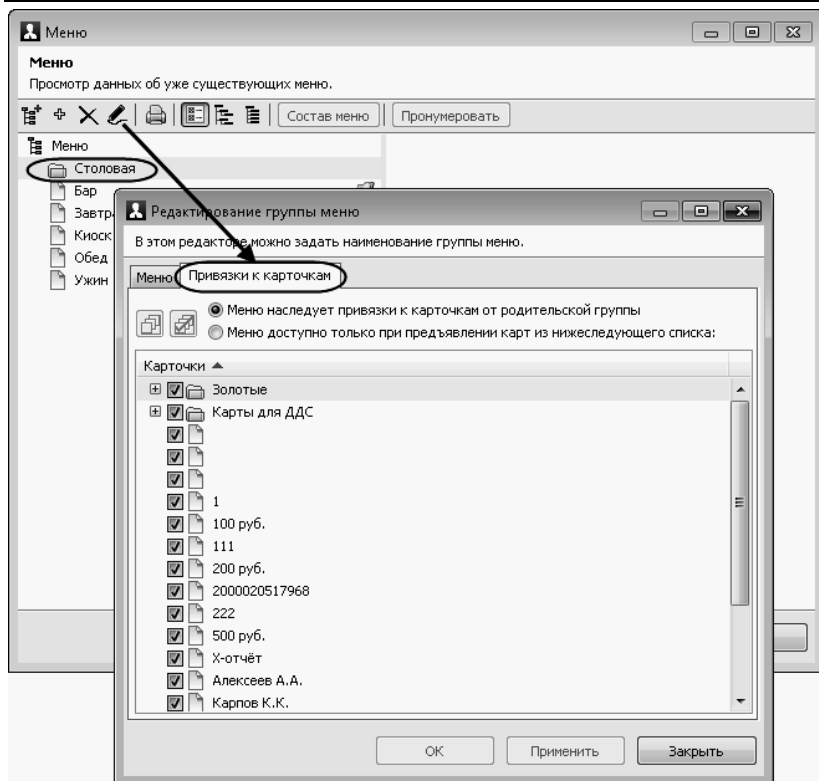 Меню
Меню
Просмотр данных об уже существующих меню.
Состав меню
Пронумеровать
Меню
Столовая
Бар
Завтр
Киоск
Обед
Ужин
Редактирование группы меню
В этом редакторе можно задать наименование группы меню.
Меню Привязки к карточкам
Меню наследует привязки к карточкам от родительской группы
Меню доступно только при предъявлении карт из нижеследующего списка:
Карточки
Золотые
Карты для ДДС
1
100 руб.
111
200 руб.
2000020517968
222
500 руб.
Х-отчёт
Алексеев А.А.
Карпов К.К.
ОК Применить Закрыть